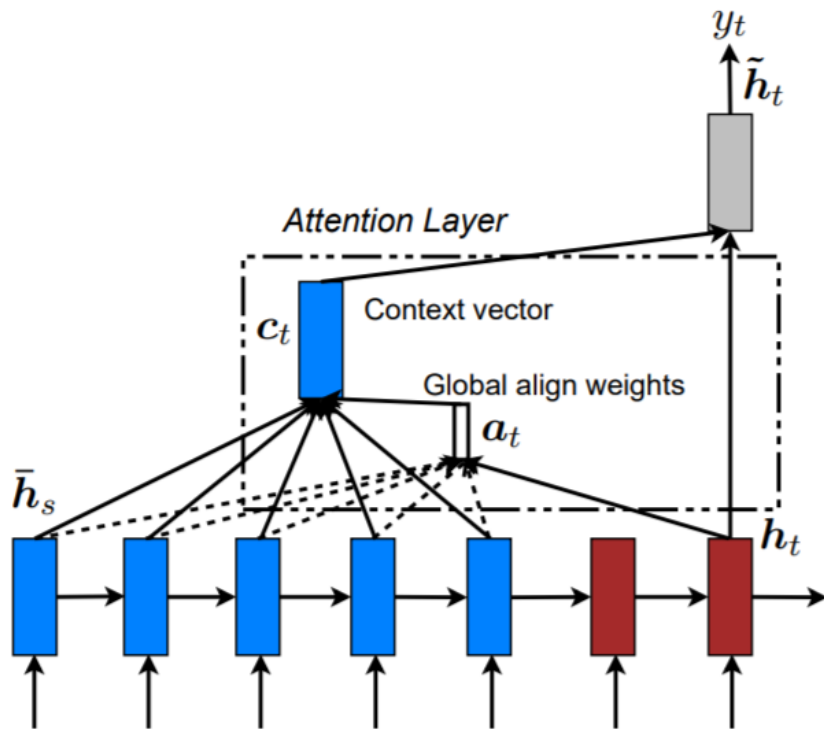 y_t
h̃_t
Attention Layer
c_t
Context vector
Global align weights
a_t
h̄_s
h_t